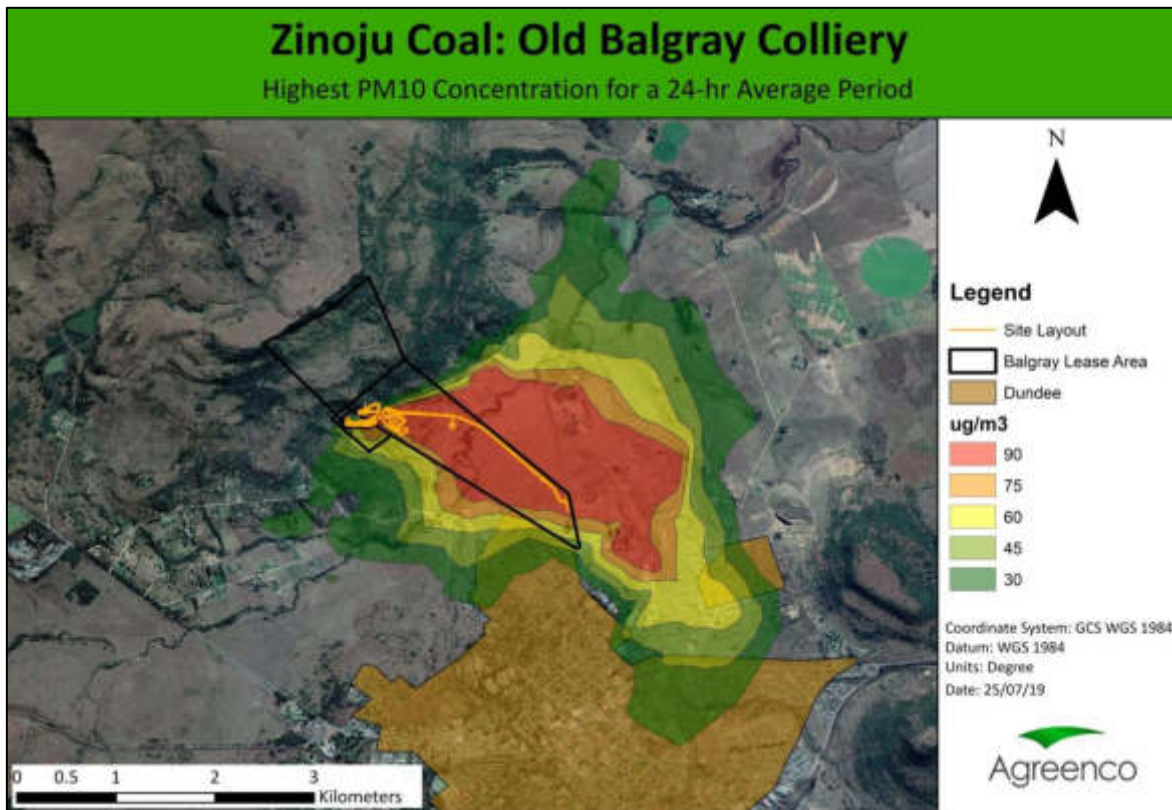 Zinoju Coal: Old Balgray Colliery
Highest PM10 Concentration for a 24-hr Average Period
N
Legend
Site Layout
Balgray Lease Area
Dundee
ug/m3
90
75
60
45
30
Coordinate System: GCS WGS 1984
Datum: WGS 1984
Units: Degree
Date: 25/07/19
Agreenco
0 0.5 1 2 3
Kilometers